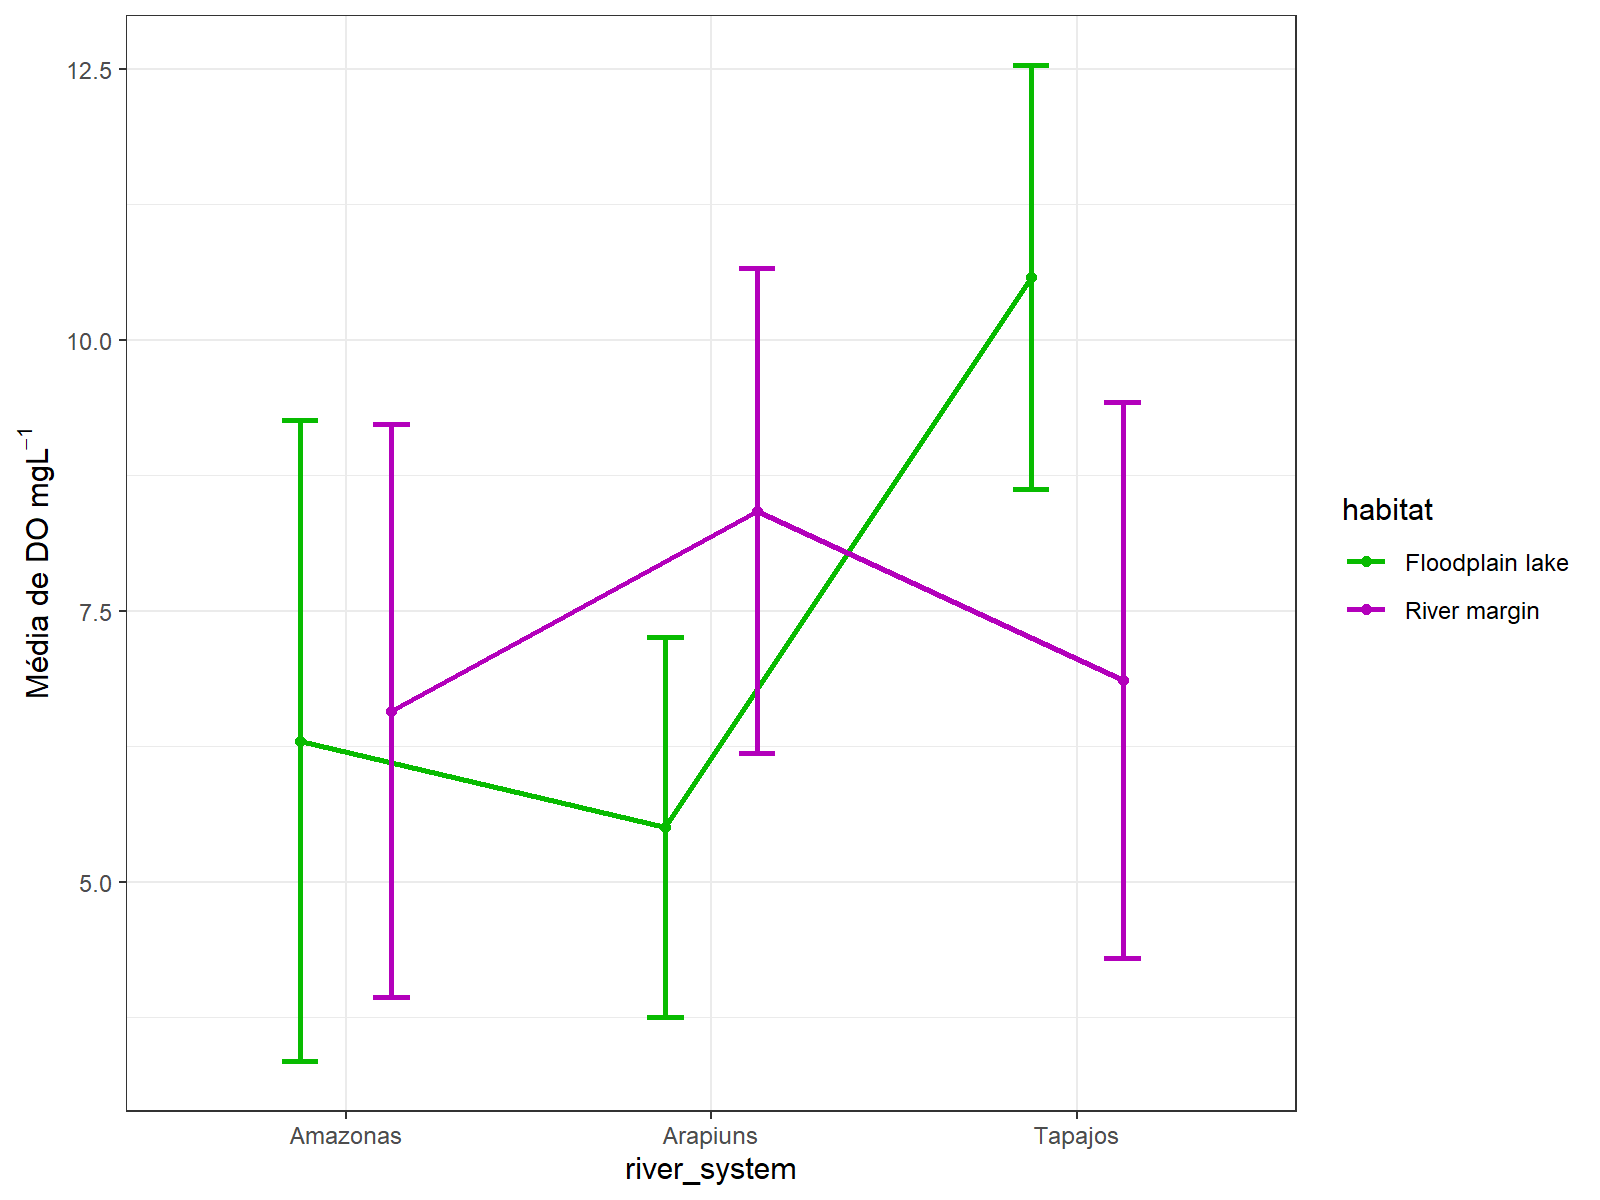 12.5
10.0
7.5
5.0
Média de DO mgL⁻¹
Amazonas
Arapiuns
Tapajos
river_system
habitat
Floodplain lake
River margin